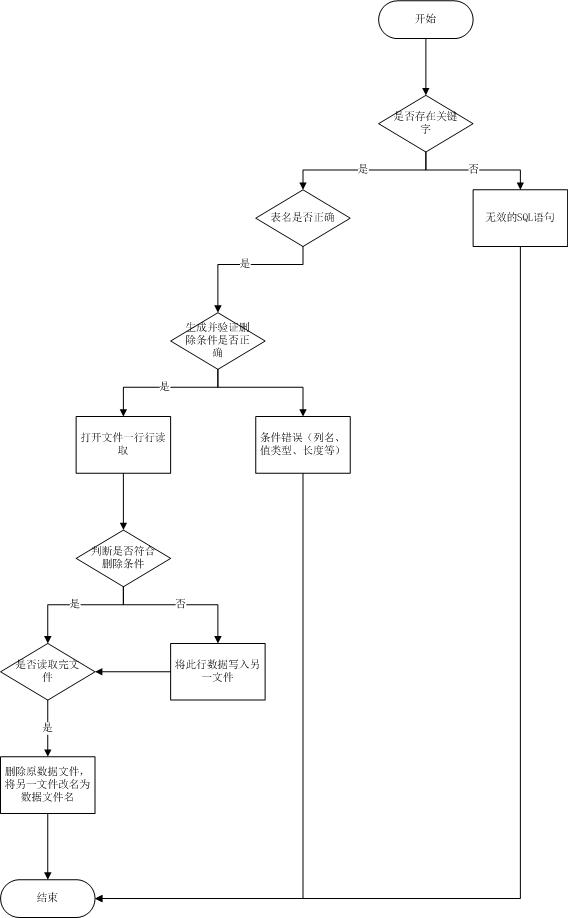 开始
是否存在关键
字
是
否
表名是否正确
无效的SQL语句
是
生成并验证删
除条件是否正
确
是
打开文件一行行读
取
条件错误（列名、
值类型、长度等）
判断是否符合
删除条件
是
否
是否读取完文
件
将此行数据写入另
一文件
是
删除原数据文件，
将另一文件改名为
数据文件名
结束